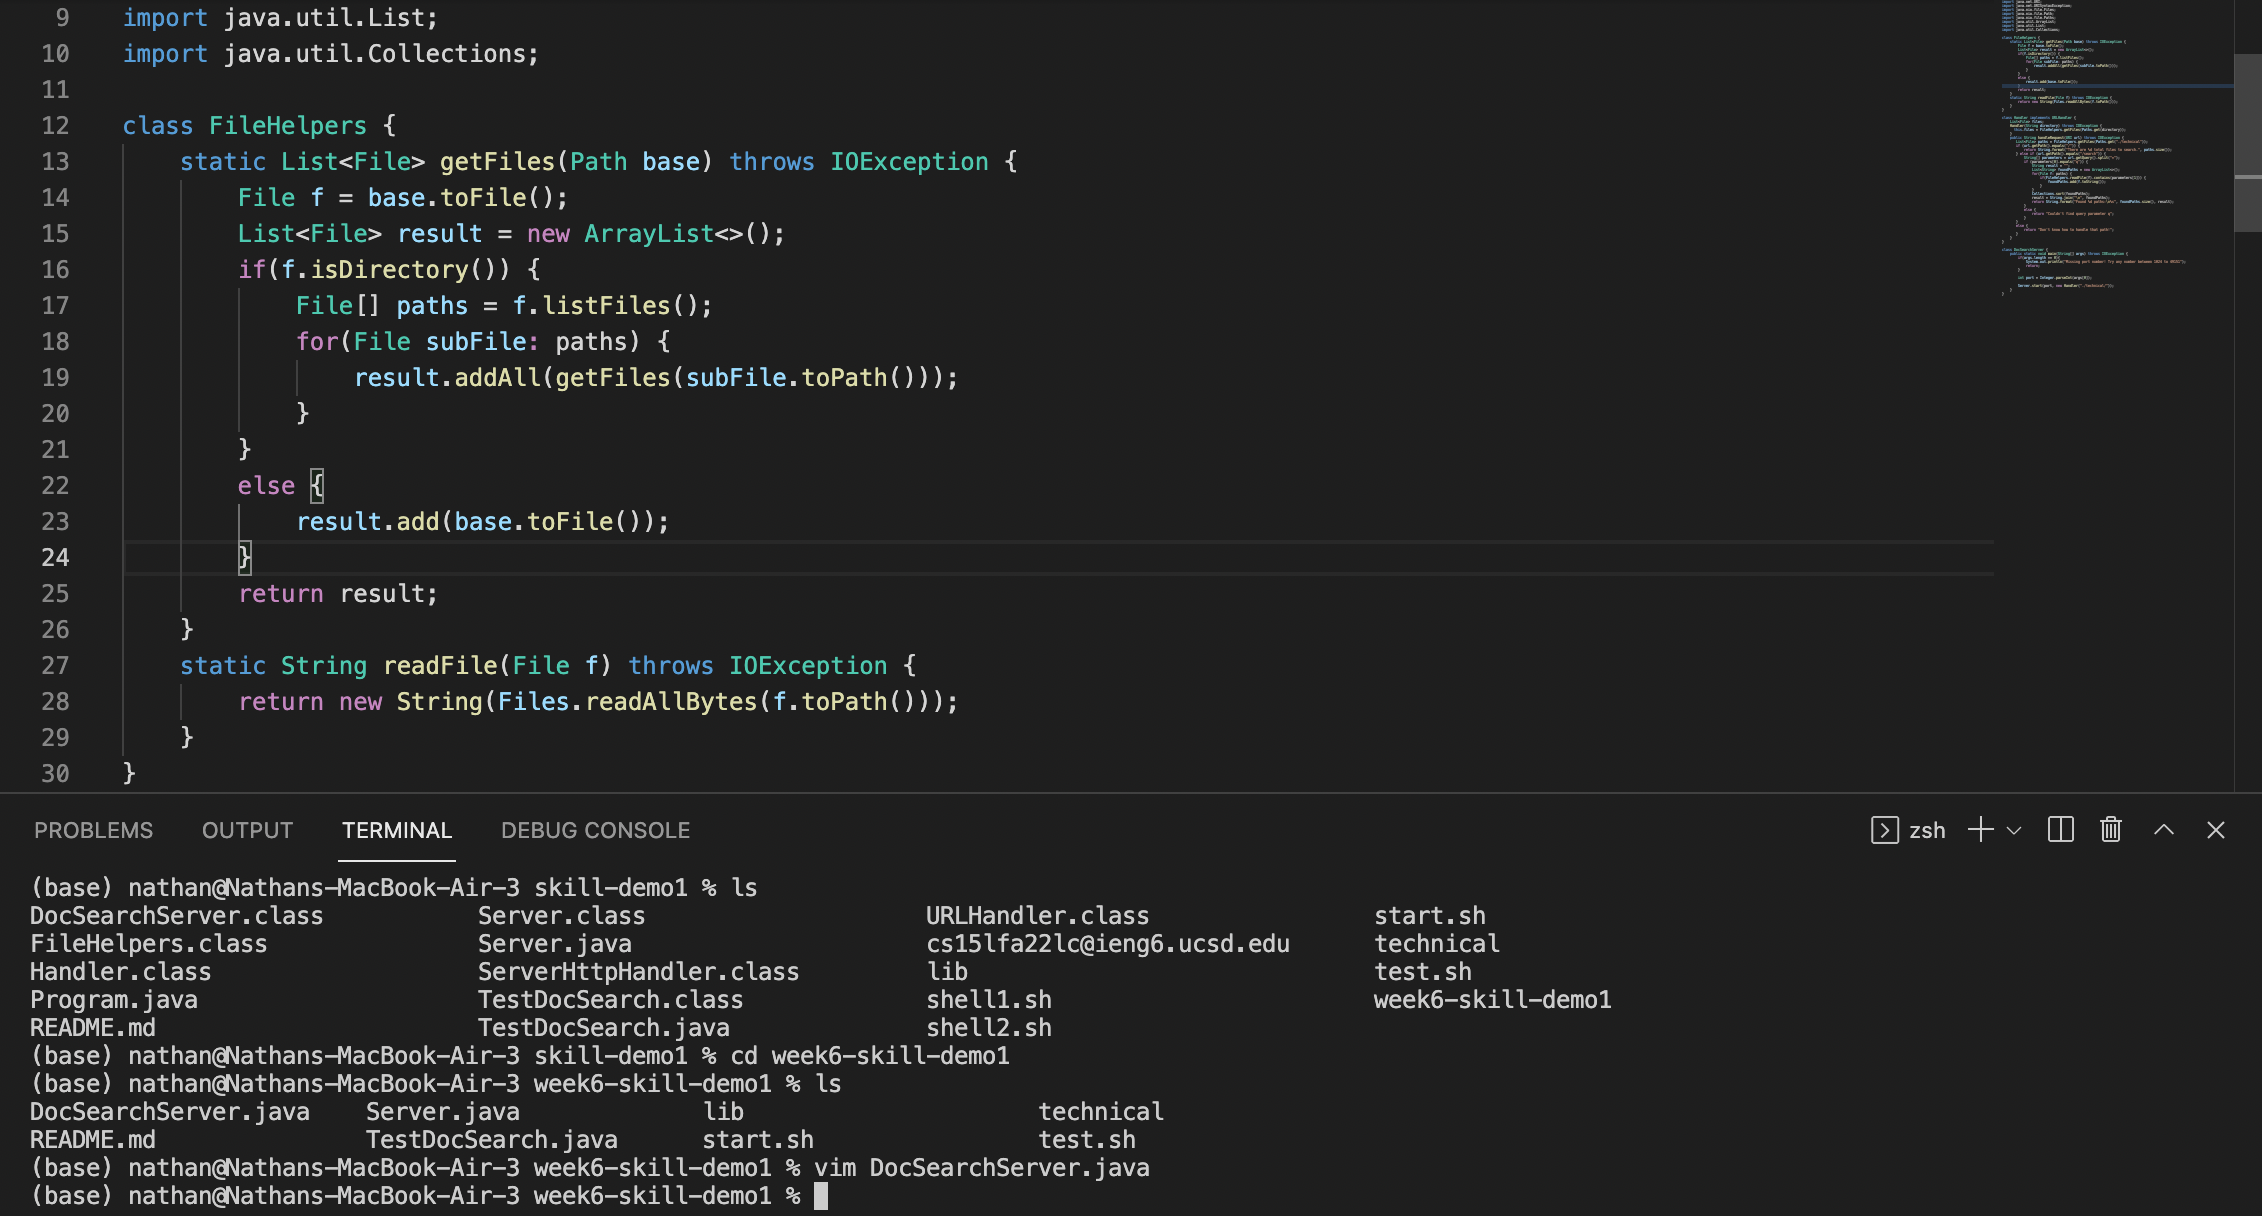 9 import java.util.List;
10 import java.util.Collections;
11
12 class FileHelpers {
13     static List<File> getFiles(Path base) throws IOException {
14         File f = base.toFile();
15         List<File> result = new ArrayList<>();
16         if(f.isDirectory()) {
17             File[] paths = f.listFiles();
18             for(File subFile: paths) {
19                 result.addAll(getFiles(subFile.toPath()));
20             }
21         }
22         else {
23             result.add(base.toFile());
24         }
25         return result;
26     }
27     static String readFile(File f) throws IOException {
28         return new String(Files.readAllBytes(f.toPath()));
29     }
30 }
PROBLEMS OUTPUT TERMINAL DEBUG CONSOLE zsh
(base) nathan@Nathans-MacBook-Air-3 skill-demo1 % ls
DocSearchServer.class Server.class URLHandler.class start.sh
FileHelpers.class Server.java cs15lfa22lc@ieng6.ucsd.edu technical
Handler.class ServerHttpHandler.class lib test.sh
Program.java TestDocSearch.class shell1.sh week6-skill-demo1
README.md TestDocSearch.java shell2.sh
(base) nathan@Nathans-MacBook-Air-3 skill-demo1 % cd week6-skill-demo1
(base) nathan@Nathans-MacBook-Air-3 week6-skill-demo1 % ls
DocSearchServer.java Server.java lib technical
README.md TestDocSearch.java start.sh test.sh
(base) nathan@Nathans-MacBook-Air-3 week6-skill-demo1 % vim DocSearchServer.java
(base) nathan@Nathans-MacBook-Air-3 week6-skill-demo1 %